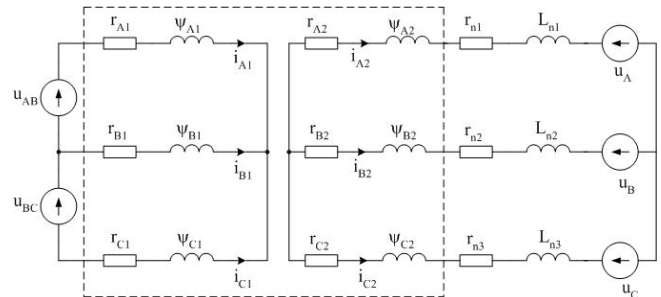 r_A1 ψ_A1 r_A2 ψ_A2 r_n1 L_n1
i_A1 i_A2 u_A
u_AB
r_B1 ψ_B1 r_B2 ψ_B2 r_n2 L_n2
i_B1 i_B2 u_B
u_BC
r_C1 ψ_C1 r_C2 ψ_C2 r_n3 L_n3
i_C1 i_C2 u_C